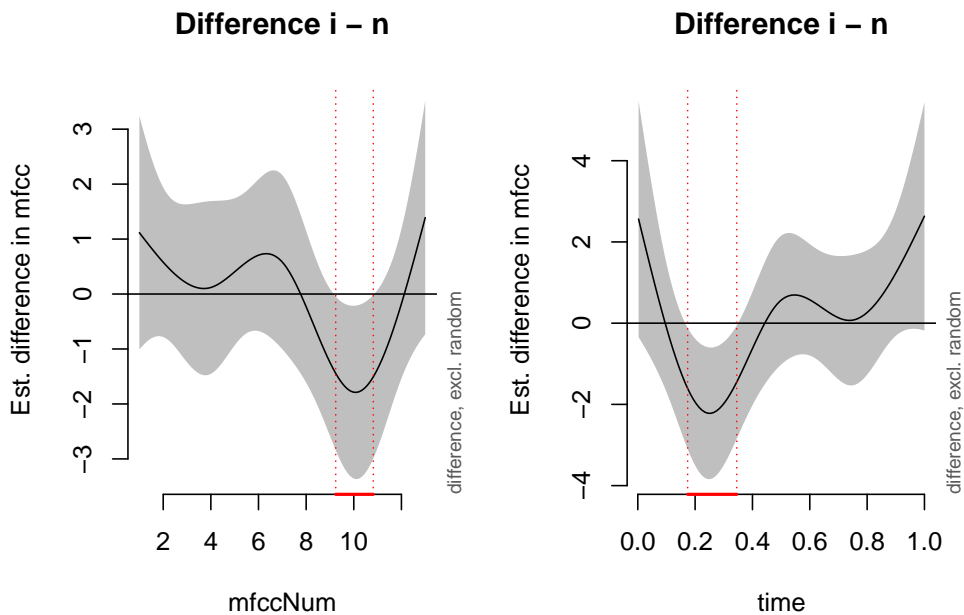 Difference i − n
Est. difference in mfcc
3
2
1
0
−1
−2
−3
2 4 6 8 10
mfccNum
difference, excl. random
Difference i − n
Est. difference in mfcc
4
2
0
−2
−4
0.0 0.2 0.4 0.6 0.8 1.0
time
difference, excl. random